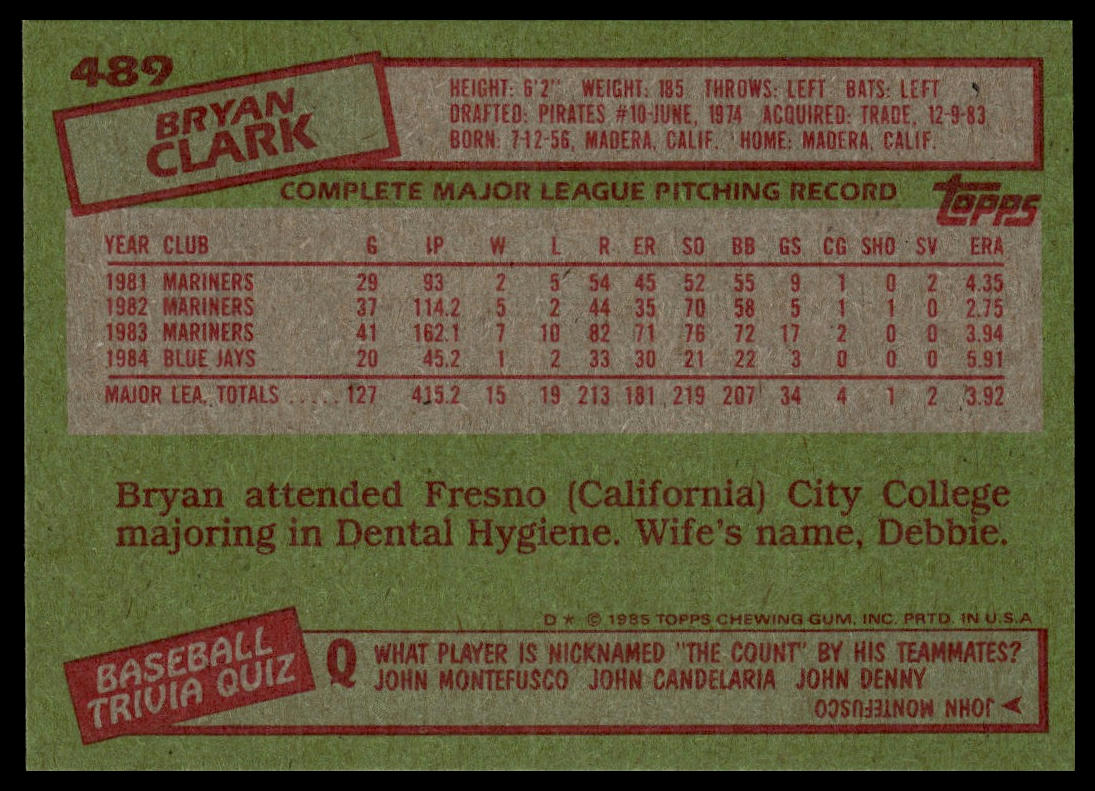 489
BRYAN
CLARK
HEIGHT: 6'2" WEIGHT: 185 THROWS: LEFT BATS: LEFT
DRAFTED: PIRATES #10-JUNE, 1974 ACQUIRED: TRADE, 12-9-83
BORN: 7-12-56, MADERA, CALIF. HOME: MADERA, CALIF.
COMPLETE MAJOR LEAGUE PITCHING RECORD
Topps
YEAR CLUB G IP W L R ER SO BB GS CG SHO SV ERA
1981 MARINERS 29 93 2 5 54 45 52 55 9 1 0 2 4.35
1982 MARINERS 37 114.2 5 2 44 35 70 58 5 1 1 0 2.75
1983 MARINERS 41 162.1 7 10 82 71 76 72 17 2 0 0 3.94
1984 BLUE JAYS 20 45.2 1 2 33 30 21 22 3 0 0 0 5.91
MAJOR LEA. TOTALS ..... 127 415.2 15 19 213 181 219 207 34 4 1 2 3.92
Bryan attended Fresno (California) City College
majoring in Dental Hygiene. Wife's name, Debbie.
D* © 1985 TOPPS CHEWING GUM, INC. PRTD. IN U.S.A
BASEBALL
TRIVIA QUIZ
Q WHAT PLAYER IS NICKNAMED "THE COUNT" BY HIS TEAMMATES?
JOHN MONTEFUSCO JOHN CANDELARIA JOHN DENNY
JOHN MONTEFUSCO